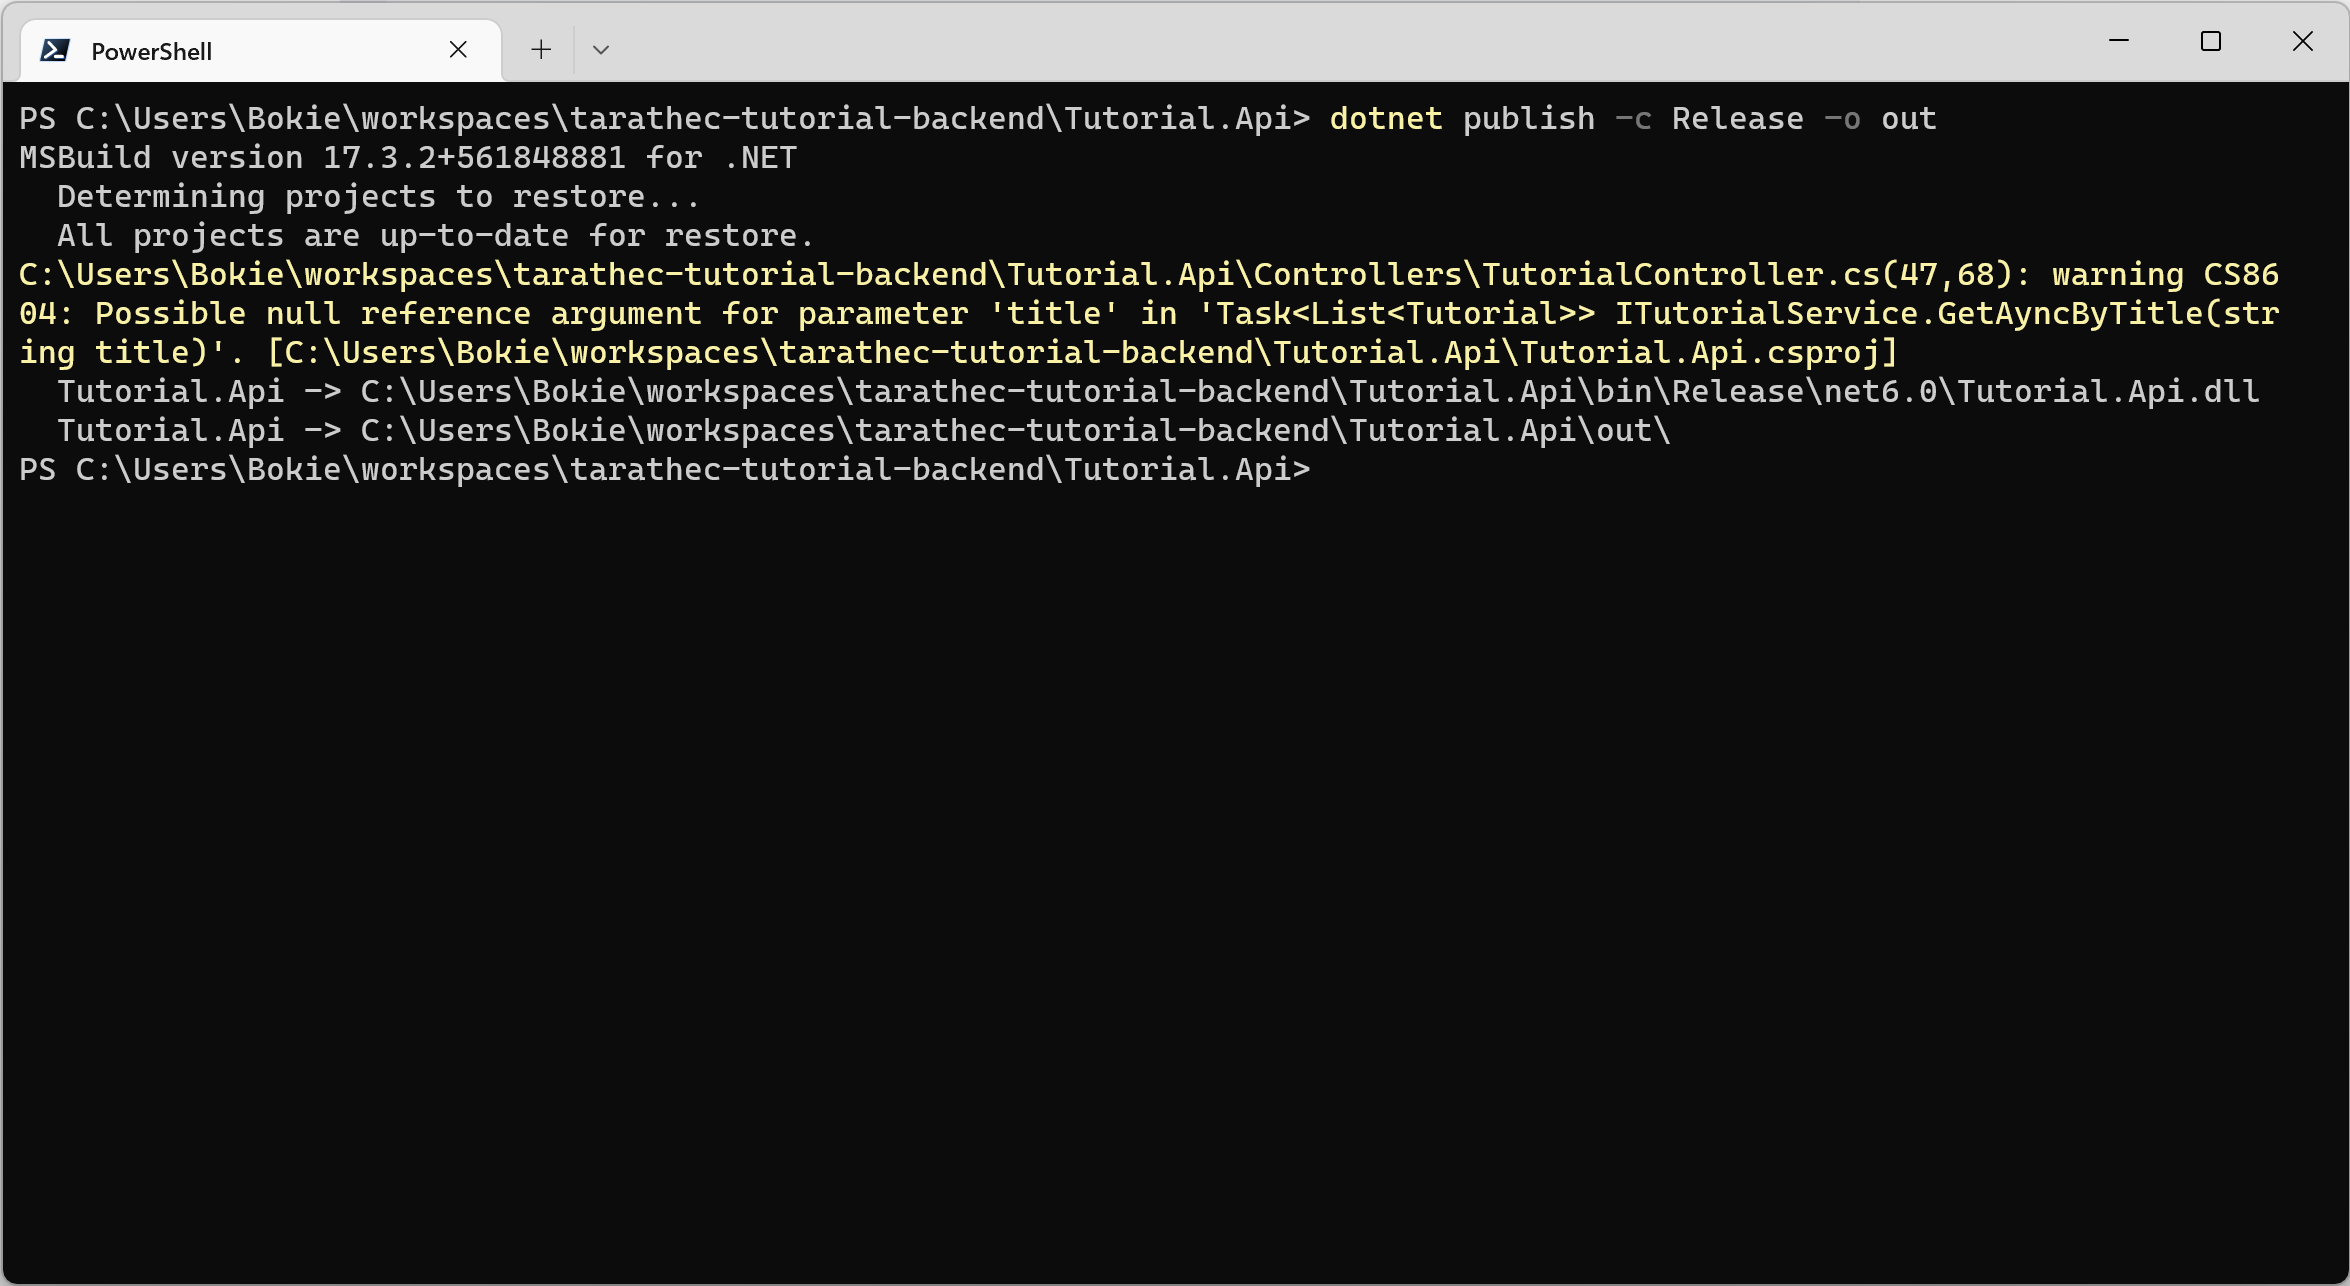 PowerShell
PS C:\Users\Bokie\workspaces\tarathec-tutorial-backend\Tutorial.Api> dotnet publish -c Release -o out
MSBuild version 17.3.2+561848881 for .NET
  Determining projects to restore...
  All projects are up-to-date for restore.
C:\Users\Bokie\workspaces\tarathec-tutorial-backend\Tutorial.Api\Controllers\TutorialController.cs(47,68): warning CS86
04: Possible null reference argument for parameter 'title' in 'Task<List<Tutorial>> ITutorialService.GetAyncByTitle(str
ing title)'. [C:\Users\Bokie\workspaces\tarathec-tutorial-backend\Tutorial.Api\Tutorial.Api.csproj]
  Tutorial.Api -> C:\Users\Bokie\workspaces\tarathec-tutorial-backend\Tutorial.Api\bin\Release\net6.0\Tutorial.Api.dll
  Tutorial.Api -> C:\Users\Bokie\workspaces\tarathec-tutorial-backend\Tutorial.Api\out\
PS C:\Users\Bokie\workspaces\tarathec-tutorial-backend\Tutorial.Api>